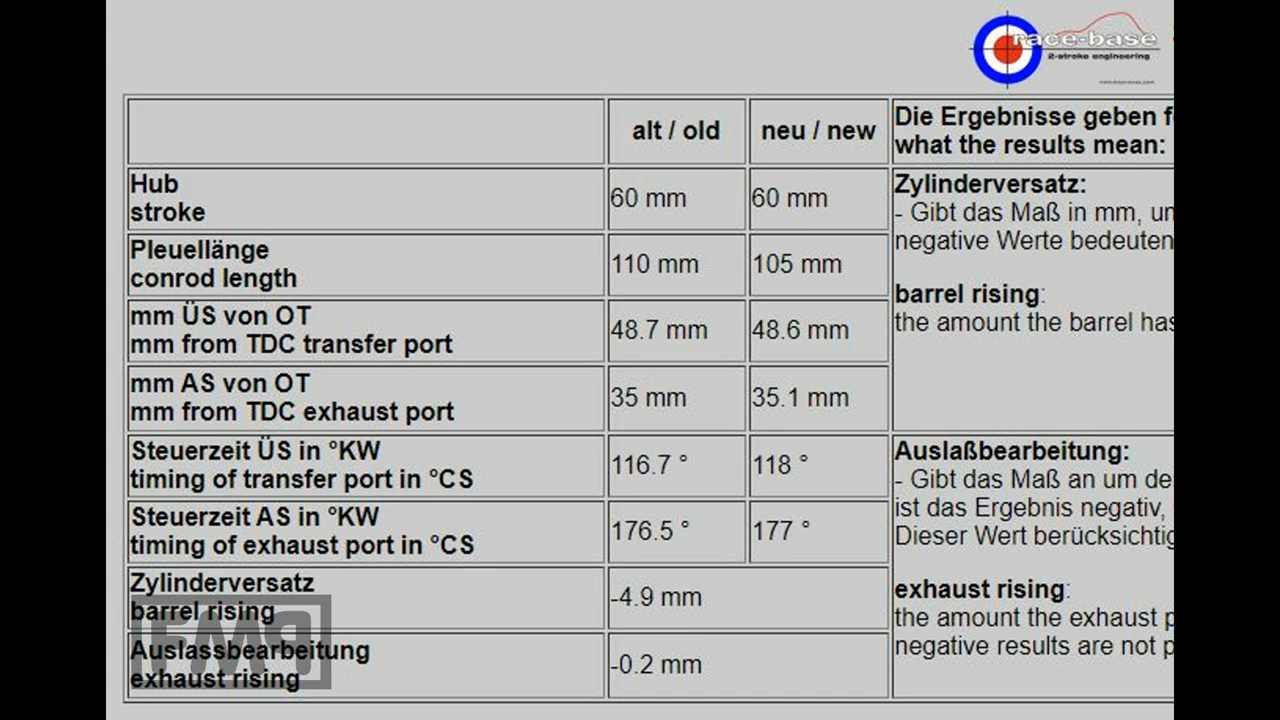 race-base
2-stroke engineering
alt / old
neu / new
Die Ergebnisse geben f
what the results mean:
Hub
stroke
60 mm
60 mm
Zylinderversatz:
- Gibt das Maß in mm, un
negative Werte bedeuten
Pleuellänge
conrod length
110 mm
105 mm
barrel rising:
the amount the barrel has
mm ÜS von OT
mm from TDC transfer port
48.7 mm
48.6 mm
mm AS von OT
mm from TDC exhaust port
35 mm
35.1 mm
Steuerzeit ÜS in °KW
timing of transfer port in °CS
116.7 °
118 °
Auslaßbearbeitung:
- Gibt das Maß an um de
ist das Ergebnis negativ,
Dieser Wert berücksichtig
Steuerzeit AS in °KW
timing of exhaust port in °CS
176.5 °
177 °
Zylinderversatz
barrel rising
-4.9 mm
exhaust rising:
the amount the exhaust p
negative results are not p
Auslassbearbeitung
exhaust rising
-0.2 mm
FMP